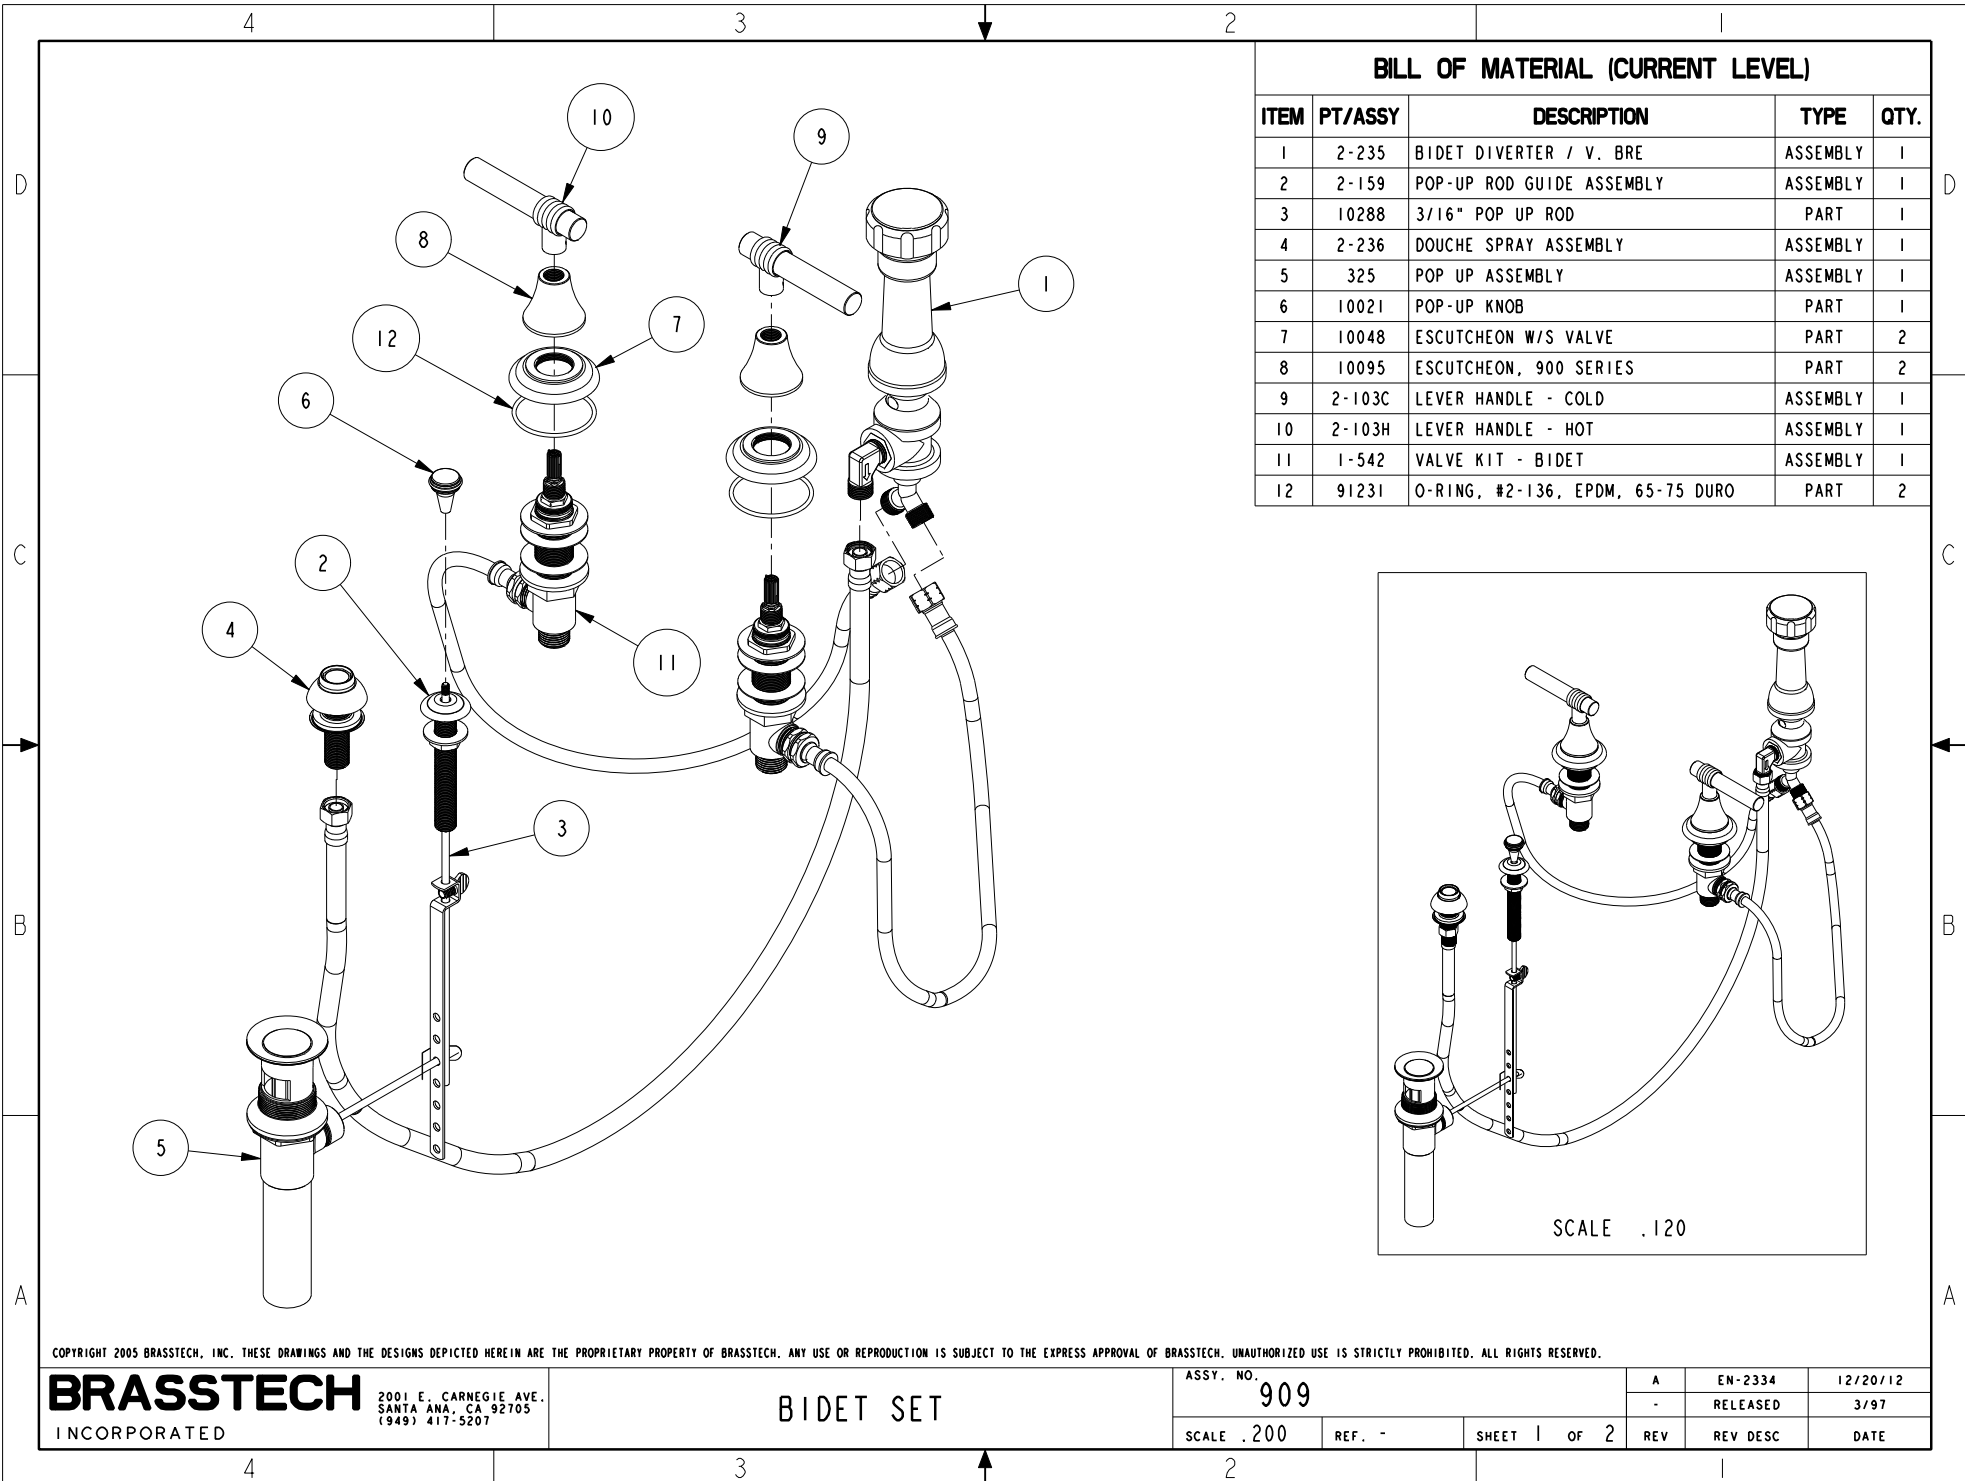 4 3 2 1
BILL OF MATERIAL (CURRENT LEVEL)
ITEM PT/ASSY DESCRIPTION TYPE QTY.
1 2-235 BIDET DIVERTER / V. BRE ASSEMBLY 1
2 2-159 POP-UP ROD GUIDE ASSEMBLY ASSEMBLY 1
3 10288 3/16" POP UP ROD PART 1
4 2-236 DOUCHE SPRAY ASSEMBLY ASSEMBLY 1
5 325 POP UP ASSEMBLY ASSEMBLY 1
6 10021 POP-UP KNOB PART 1
7 10048 ESCUTCHEON W/S VALVE PART 2
8 10095 ESCUTCHEON, 900 SERIES PART 2
9 2-103C LEVER HANDLE - COLD ASSEMBLY 1
10 2-103H LEVER HANDLE - HOT ASSEMBLY 1
11 1-542 VALVE KIT - BIDET ASSEMBLY 1
12 91231 O-RING, #2-136, EPDM, 65-75 DURO PART 2
10
9
D D
8
1
7
12
6
C C
2
4
11
3
B B
5
SCALE .120
A A
COPYRIGHT 2005 BRASSTECH, INC. THESE DRAWINGS AND THE DESIGNS DEPICTED HEREIN ARE THE PROPRIETARY PROPERTY OF BRASSTECH. ANY USE OR REPRODUCTION IS SUBJECT TO THE EXPRESS APPROVAL OF BRASSTECH. UNAUTHORIZED USE IS STRICTLY PROHIBITED. ALL RIGHTS RESERVED.
BRASSTECH
INCORPORATED
2001 E. CARNEGIE AVE.
SANTA ANA, CA 92705
(949) 417-5207
BIDET SET
ASSY. NO.
909
SCALE .200 REF. - SHEET 1 OF 2
A EN-2334 12/20/12
- RELEASED 3/97
REV REV DESC DATE
4 3 2 1